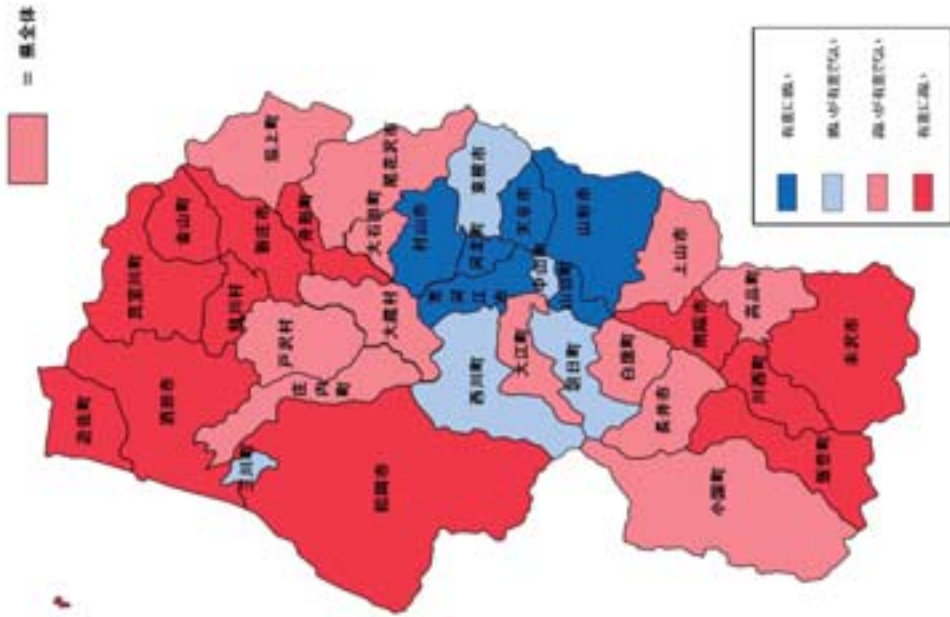 ＝ 県全体
遊佐町
酒田市
真室川町
金山町
鮭川村
新庄市
最上町
舟形町
戸沢村
大蔵村
庄内町
三川町
鶴岡市
尾花沢市
大石田町
村山市
東根市
河北町
天童市
寒河江市
西川町
大江町
中山町
山辺町
山形市
朝日町
上山市
白鷹町
南陽市
高畠町
長井市
川西町
米沢市
飯豊町
小国町
有意に低い
低いが有意でない
高いが有意でない
有意に高い